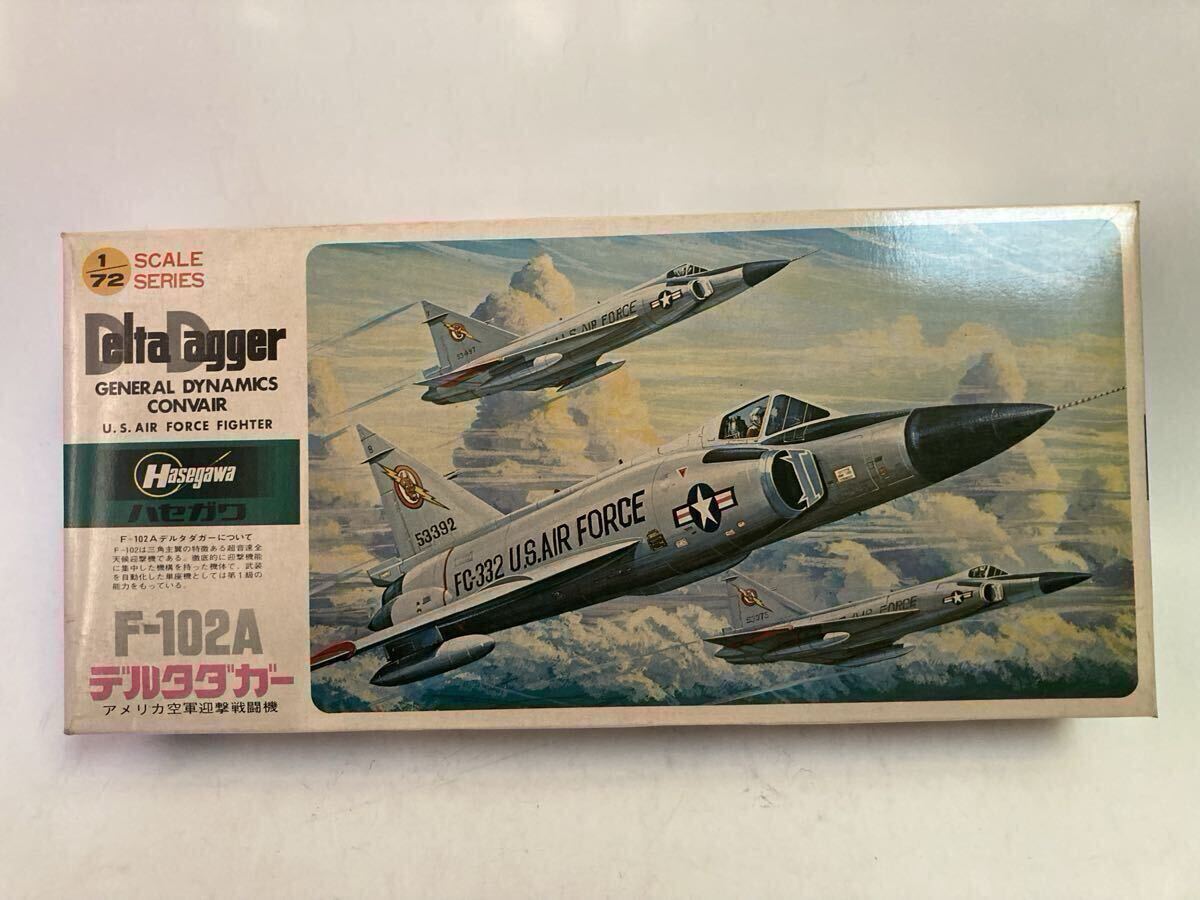 1/72 SCALE
SERIES
Delta Dagger
GENERAL DYNAMICS
CONVAIR
U.S. AIR FORCE FIGHTER
Hasegawa
ハセガワ
F-102Aデルタダガーについて
F-102は三角主翼の特徴ある超音速全
天候迎撃機である。徹底的に迎撃機能
に集中した機構を持った機体で、武装
を自動化した単座機としては第1級の
能力をもっている。
F-102A
デルタダガー
アメリカ空軍迎撃戦闘機
U.S. AIR FORCE
53392
FC-332 U.S. AIR FORCE
AIR FORCE